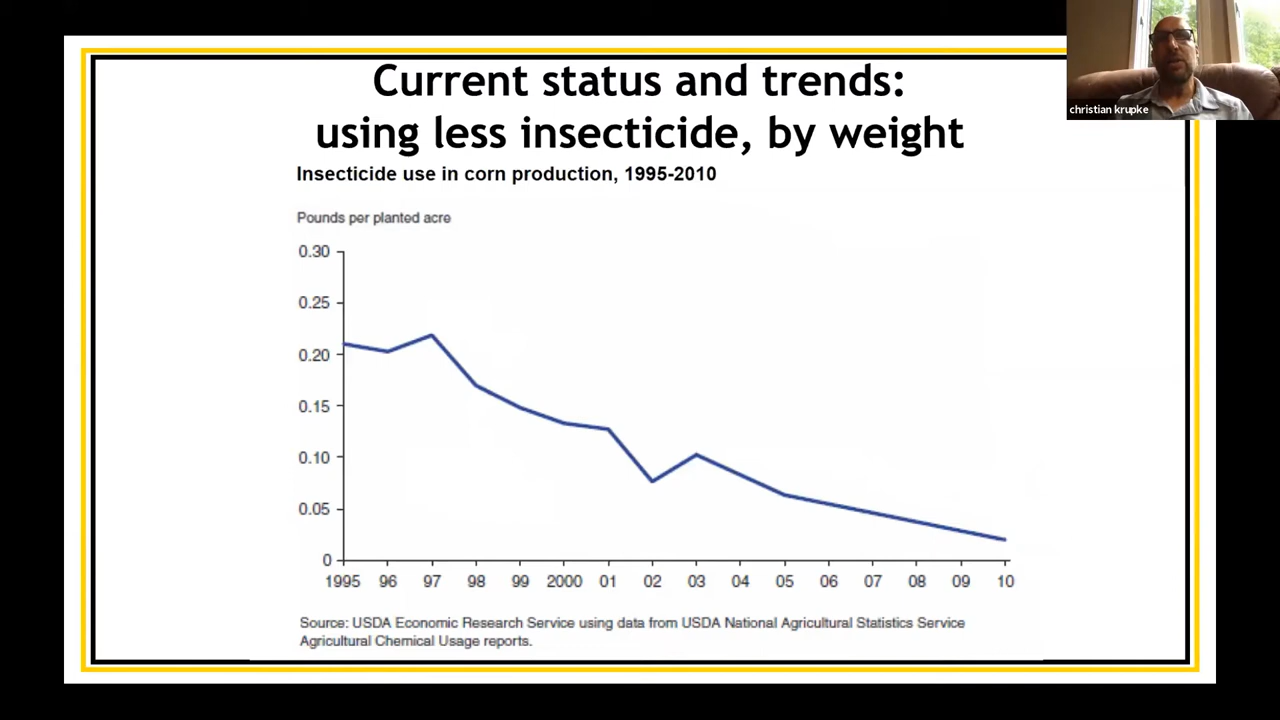 Current status and trends:
using less insecticide, by weight
christian krupke
Insecticide use in corn production, 1995-2010
Pounds per planted acre
0.30
0.25
0.20
0.15
0.10
0.05
0
1995 96 97 98 99 2000 01 02 03 04 05 06 07 08 09 10
Source: USDA Economic Research Service using data from USDA National Agricultural Statistics Service
Agricultural Chemical Usage reports.